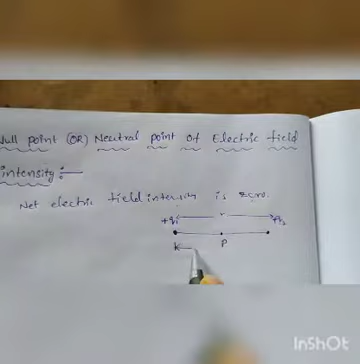 Null point (OR) Neutral point of Electric field
intensity :-
Net electric field intensity is zero.
r
+q₁ +q₂
P
InShOt